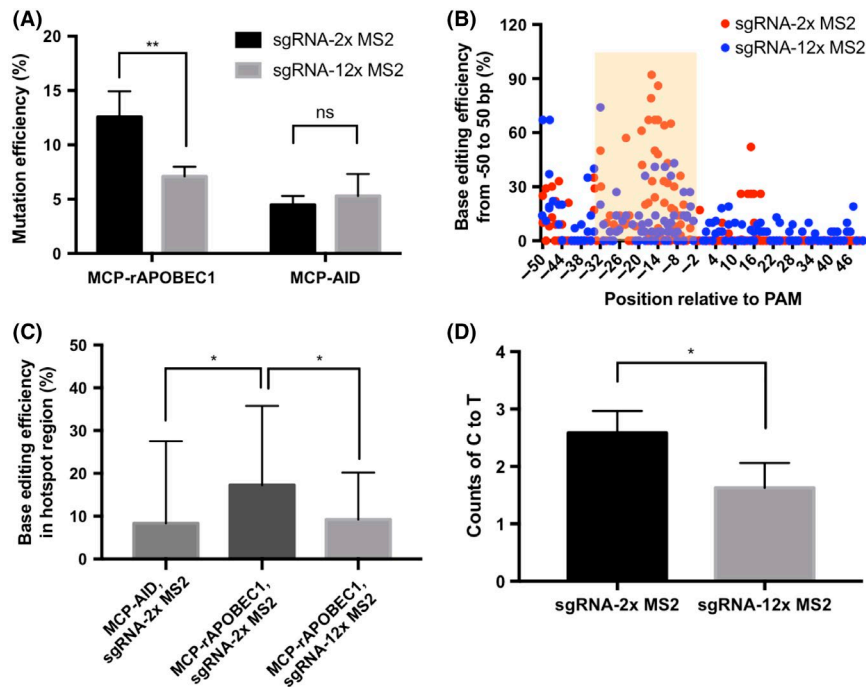 (A)
Mutation efficiency (%)
20
15
10
5
0
**
ns
sgRNA-2x MS2
sgRNA-12x MS2
MCP-rAPOBEC1
MCP-AID
(B)
Base editing efficiency
from -50 to 50 bp (%)
120
90
60
30
0
sgRNA-2x MS2
sgRNA-12x MS2
−50
−44
−38
−32
−26
−20
−14
−8
−2
4
10
16
22
28
34
40
46
Position relative to PAM
(C)
Base editing efficiency
in hotspot region (%)
50
40
30
20
10
0
*
*
MCP-AID,
sgRNA-2x MS2
MCP-rAPOBEC1,
sgRNA-2x MS2
MCP-rAPOBEC1,
sgRNA-12x MS2
(D)
Counts of C to T
4
3
2
1
0
*
sgRNA-2x MS2
sgRNA-12x MS2